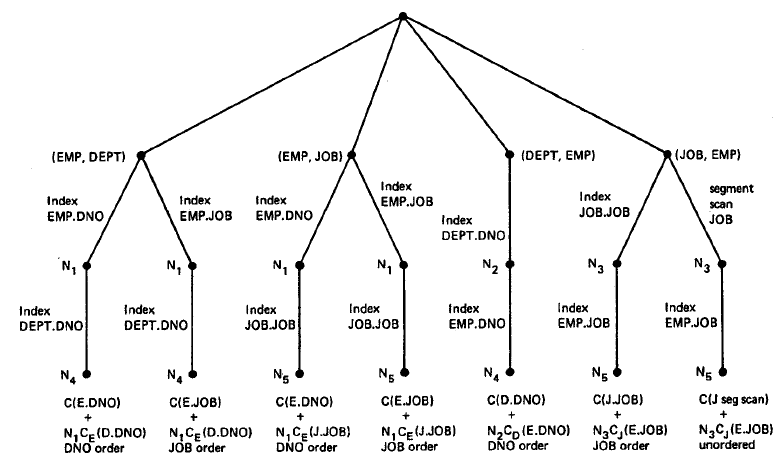 (EMP, DEPT)
(EMP, JOB)
(DEPT, EMP)
(JOB, EMP)
Index
EMP.DNO
Index
EMP.JOB
Index
EMP.DNO
Index
EMP.JOB
Index
DEPT.DNO
Index
JOB.JOB
segment
scan
JOB
N1
N1
N1
N1
N2
N3
N3
Index
DEPT.DNO
Index
DEPT.DNO
Index
JOB.JOB
Index
JOB.JOB
Index
EMP.DNO
Index
EMP.JOB
Index
EMP.JOB
N4
N4
N5
N5
N4
N5
N5
C(E.DNO)
+
N1CE(D.DNO)
DNO order
C(E.JOB)
+
N1CE(D.DNO)
JOB order
C(E.DNO)
+
N1CE(J.JOB)
DNO order
C(E.JOB)
+
N1CE(J.JOB)
JOB order
C(D.DNO)
+
N2CD(E.DNO)
DNO order
C(J.JOB)
+
N3CJ(E.JOB)
JOB order
C(J seg scan)
+
N3CJ(E.JOB)
unordered